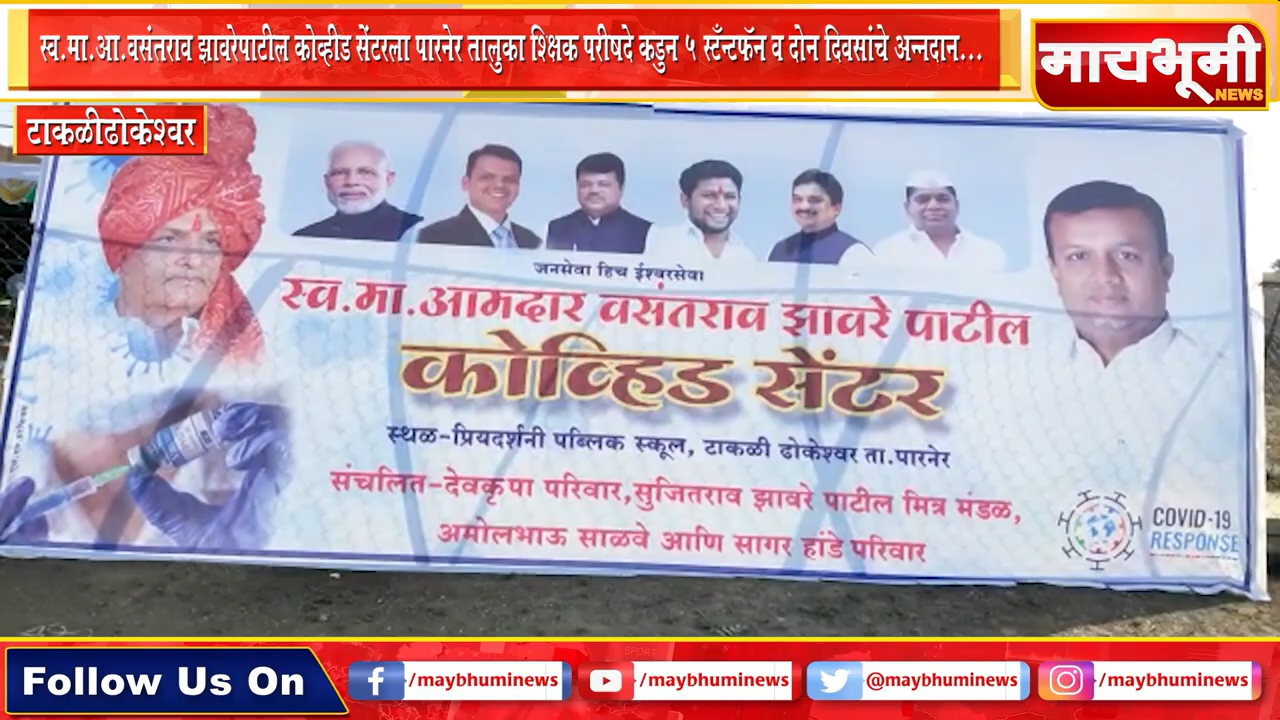 स्व.मा.आ.वसंतराव झावरेपाटील कोव्हीड सेंटरला पारनेर तालुका श्क्षिक परीषदे कडुन ५ स्टँन्टफॅन व दोन दिवसांचे अन्नदान...
मायभूमी
NEWS
टाकळीढोकेश्वर
जनसेवा हिच ईश्वरसेवा
स्व.मा.आमदार वसंतराव झावरे पाटील
कोव्हिड सेंटर
स्थळ-प्रियदर्शनी पब्लिक स्कूल, टाकळी ढोकेश्वर ता.पारनेर
संचलित-देवकृपा परिवार,सुजितराव झावरे पाटील मित्र मंडळ,
अमोलभाऊ साळवे आणि सागर हांडे परिवार
COVID-19
RESPONSE
Follow Us On
/maybhuminews
/maybhuminews
@maybhuminews
/maybhuminews